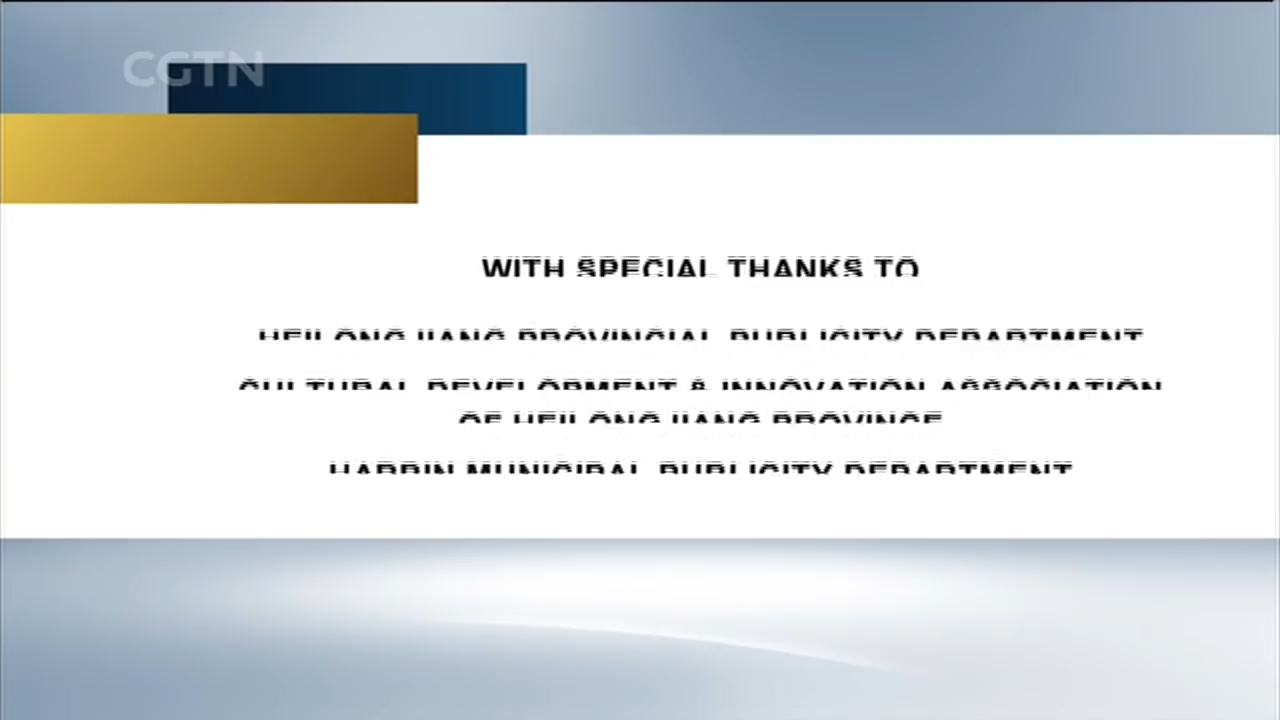 CGTN
WITH SPECIAL THANKS TO
HEILONGJIANG PROVINCIAL PUBLICITY DEPARTMENT
CULTURAL DEVELOPMENT & INNOVATION ASSOCIATION
OF HEILONGJIANG PROVINCE
HARBIN MUNICIPAL PUBLICITY DEPARTMENT